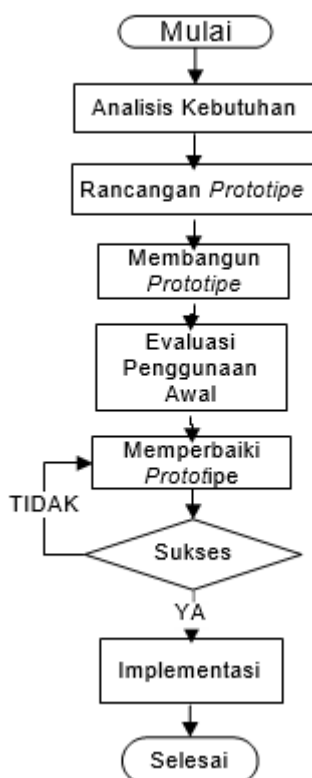 Mulai
Analisis Kebutuhan
Rancangan Prototipe
Membangun
Prototipe
Evaluasi
Penggunaan
Awal
Memperbaiki
Prototipe
TIDAK
Sukses
YA
Implementasi
Selesai